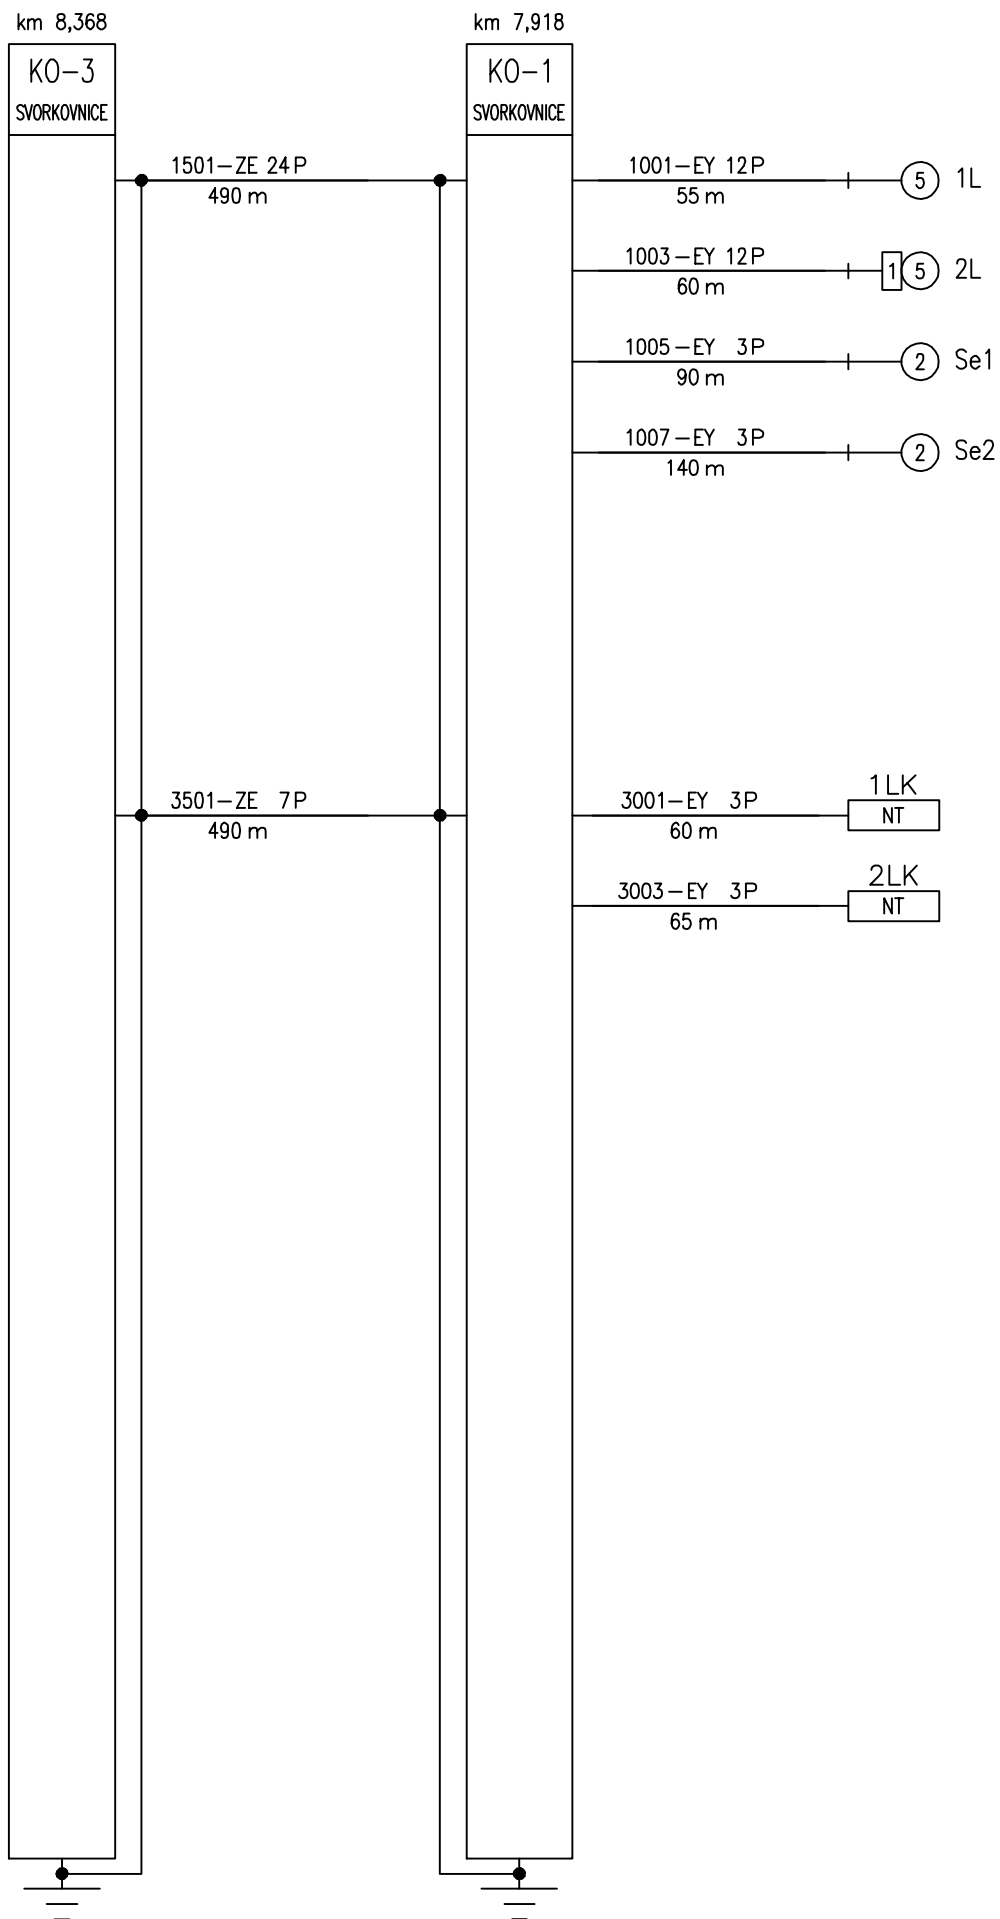 km 8,368
KO-3
SVORKOVNICE
km 7,918
KO-1
SVORKOVNICE
1501-ZE 24P
490 m
1001-EY 12P
55 m
5
1L
1003-EY 12P
60 m
1
5
2L
1005-EY 3P
90 m
2
Se1
1007-EY 3P
140 m
2
Se2
3501-ZE 7P
490 m
3001-EY 3P
60 m
1LK
NT
3003-EY 3P
65 m
2LK
NT